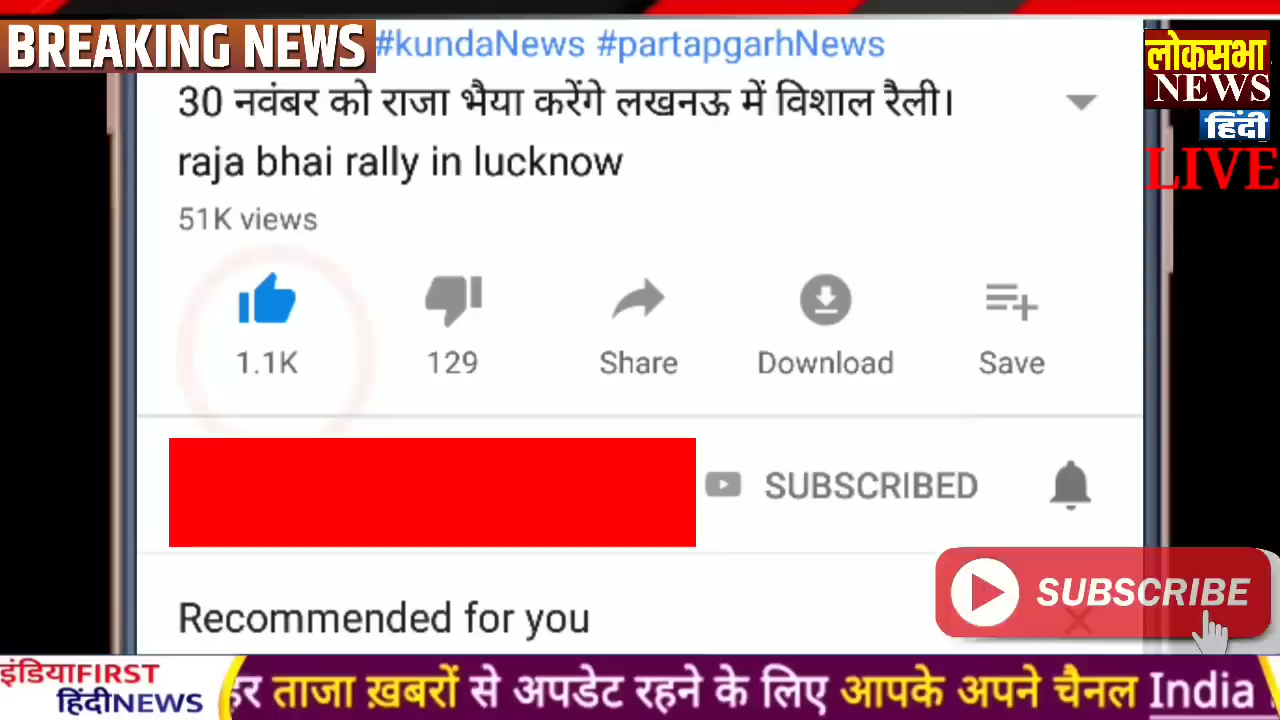 BREAKING NEWS
#kundaNews #partapgarhNews
लोकसभा
NEWS
हिंदी
LIVE
30 नवंबर को राजा भैया करेंगे लखनऊ में विशाल रैली।
raja bhai rally in lucknow
51K views
1.1K 129 Share Download Save
SUBSCRIBED
SUBSCRIBE
Recommended for you
इंडियाFIRST
हिंदीNEWS
हर ताजा ख़बरों से अपडेट रहने के लिए आपके अपने चैनल India